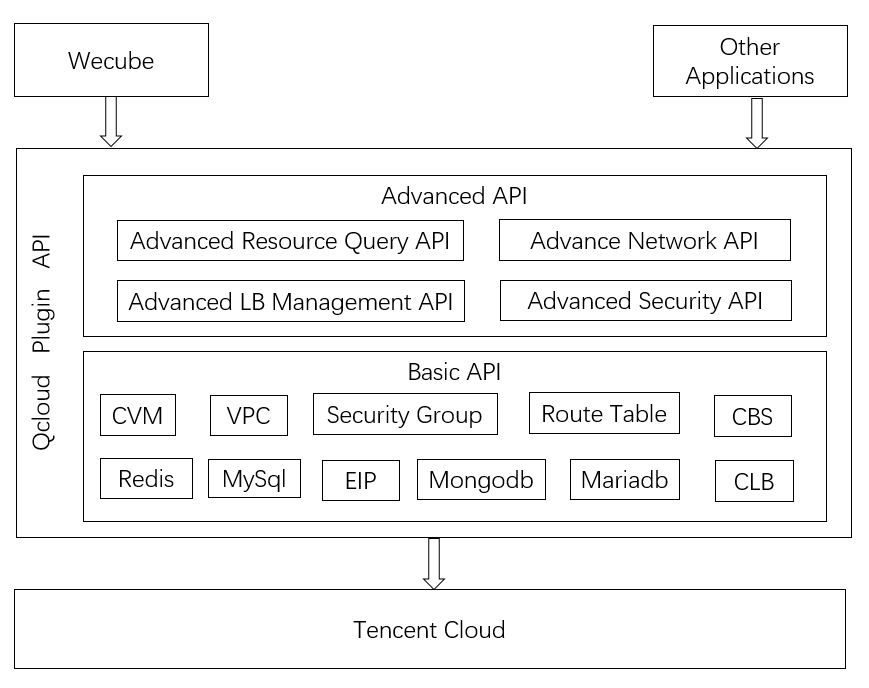 Wecube
Other
Applications
Qcloud Plugin API
Advanced API
Advanced Resource Query API
Advance Network API
Advanced LB Management API
Advanced Security API
Basic API
CVM
VPC
Security Group
Route Table
CBS
Redis
MySql
EIP
Mongodb
Mariadb
CLB
Tencent Cloud